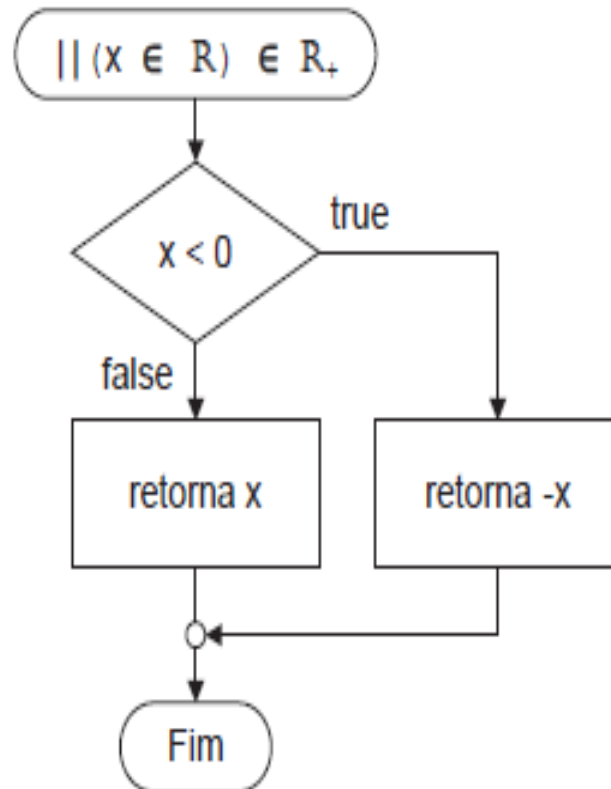 || (x ∈ ℝ) ∈ ℝ₊
x < 0
true
false
retorna x
retorna -x
Fim